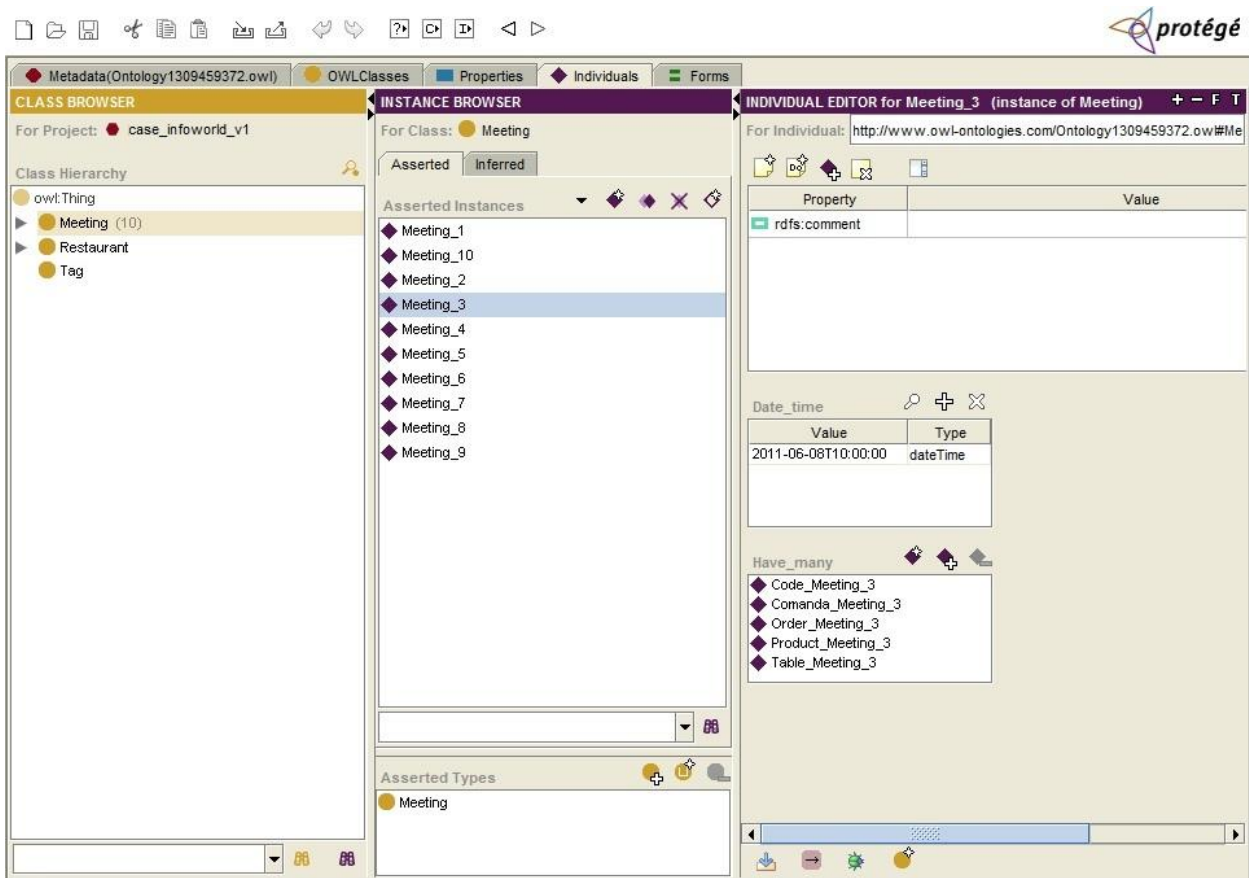 protégé
Metadata(Ontology1309459372.owl)
OWLClasses
Properties
Individuals
Forms
CLASS BROWSER
For Project: case_infoworld_v1
Class Hierarchy
owl:Thing
Meeting (10)
Restaurant
Tag
INSTANCE BROWSER
For Class: Meeting
Asserted
Inferred
Asserted Instances
Meeting_1
Meeting_10
Meeting_2
Meeting_3
Meeting_4
Meeting_5
Meeting_6
Meeting_7
Meeting_8
Meeting_9
Asserted Types
Meeting
INDIVIDUAL EDITOR for Meeting_3 (instance of Meeting) + − F T
For Individual: http://www.owl-ontologies.com/Ontology1309459372.owl#Me
Property Value
rdfs:comment
Date_time
Value Type
2011-06-08T10:00:00 dateTime
Have_many
Code_Meeting_3
Comanda_Meeting_3
Order_Meeting_3
Product_Meeting_3
Table_Meeting_3